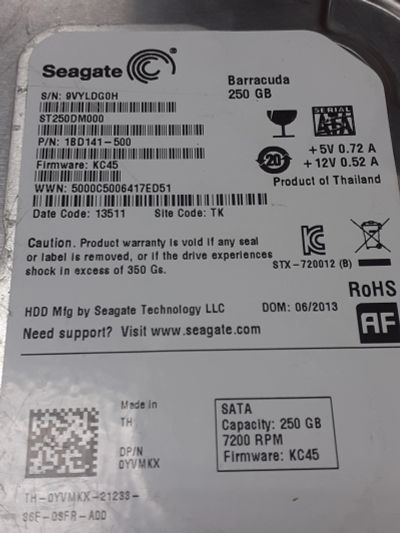 Seagate
Barracuda
250 GB
S/N: 9VYLDG0H
ST250DM000
P/N: 1BD141-500
Firmware: KC45
WWN: 5000C5006417ED51
Date Code: 13511 Site Code: TK
SERIAL
ATA
20
+5V 0.72 A
+12V 0.52 A
Product of Thailand
Caution. Product warranty is void if any seal
or label is removed, or if the drive experiences
shock in excess of 350 Gs.
STX-720012 (B)
RoHS
HDD Mfg by Seagate Technology LLC DOM: 06/2013
AF
Need support? Visit www.seagate.com
Made in
TH
DP/N
0YVMKX
TH-0YVMKX-21233-
SATA
Capacity: 250 GB
7200 RPM
Firmware: KC45